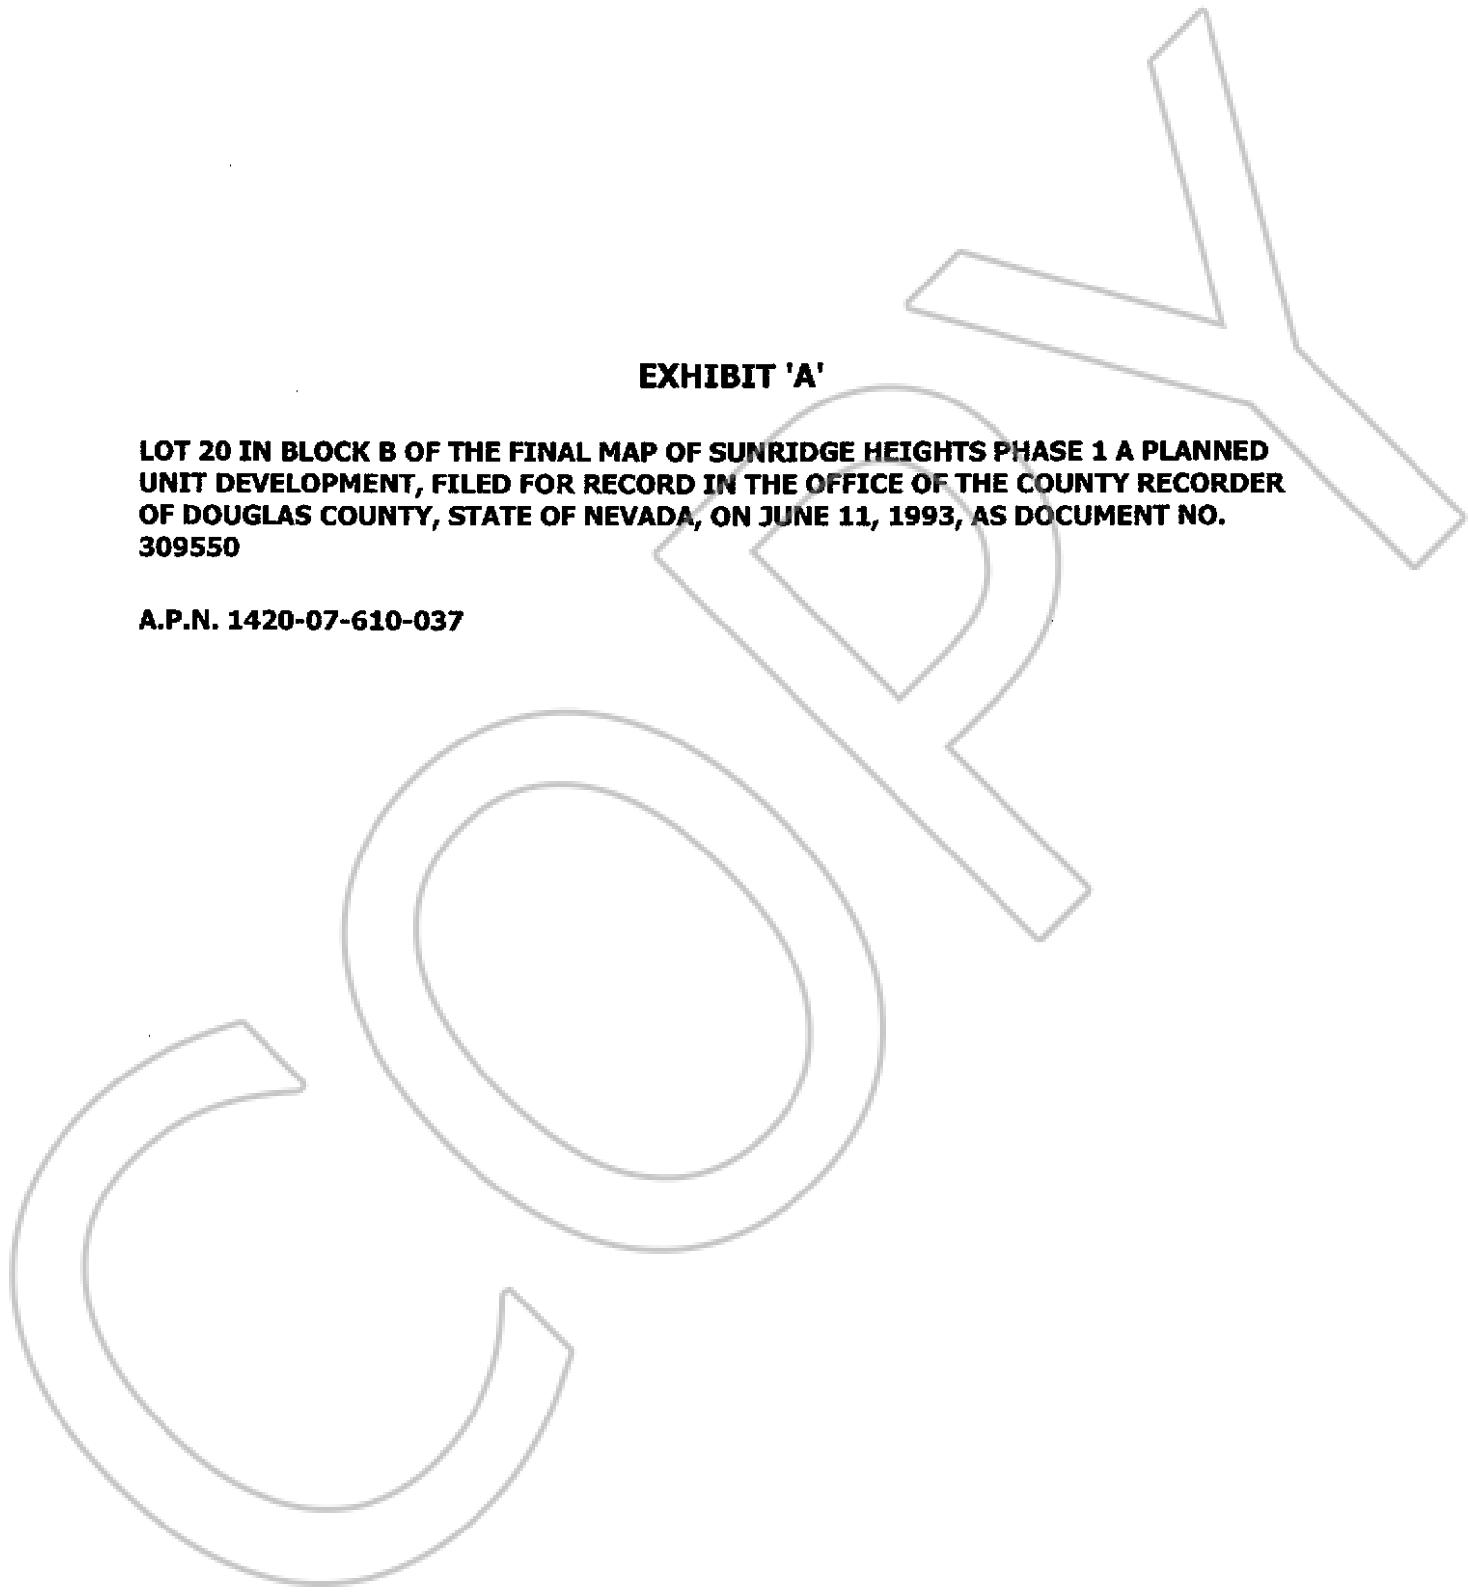 EXHIBIT 'A'
LOT 20 IN BLOCK B OF THE FINAL MAP OF SUNRIDGE HEIGHTS PHASE 1 A PLANNED
UNIT DEVELOPMENT, FILED FOR RECORD IN THE OFFICE OF THE COUNTY RECORDER
OF DOUGLAS COUNTY, STATE OF NEVADA, ON JUNE 11, 1993, AS DOCUMENT NO.
309550
A.P.N. 1420-07-610-037
COPY